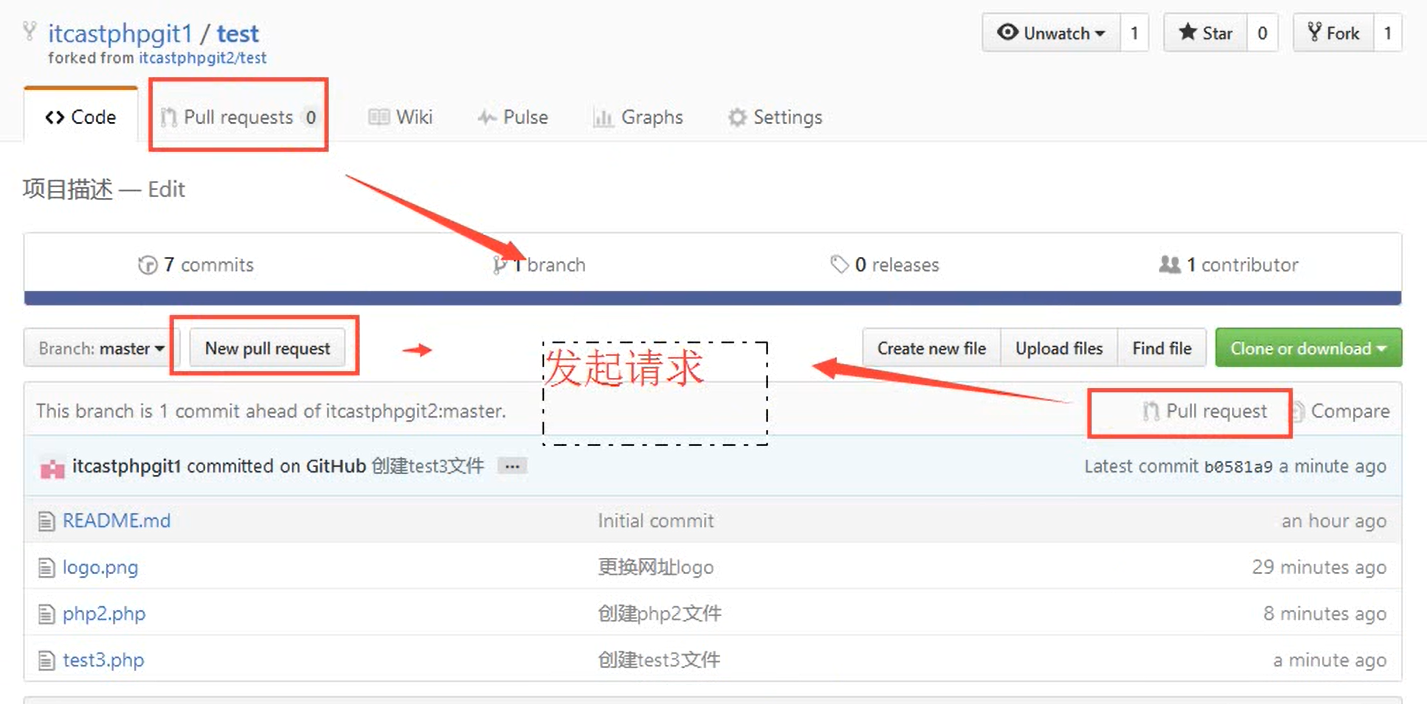 itcastphpgit1 / test
Unwatch 1 Star 0 Fork 1
forked from itcastphpgit2/test
Code Pull requests 0 Wiki Pulse Graphs Settings
项目描述 — Edit
7 commits 1 branch 0 releases 1 contributor
Branch: master New pull request Create new file Upload files Find file Clone or download
发起请求
This branch is 1 commit ahead of itcastphpgit2:master. Pull request Compare
itcastphpgit1 committed on GitHub 创建test3文件 ... Latest commit b0581a9 a minute ago
README.md Initial commit an hour ago
logo.png 更换网址logo 29 minutes ago
php2.php 创建php2文件 8 minutes ago
test3.php 创建test3文件 a minute ago